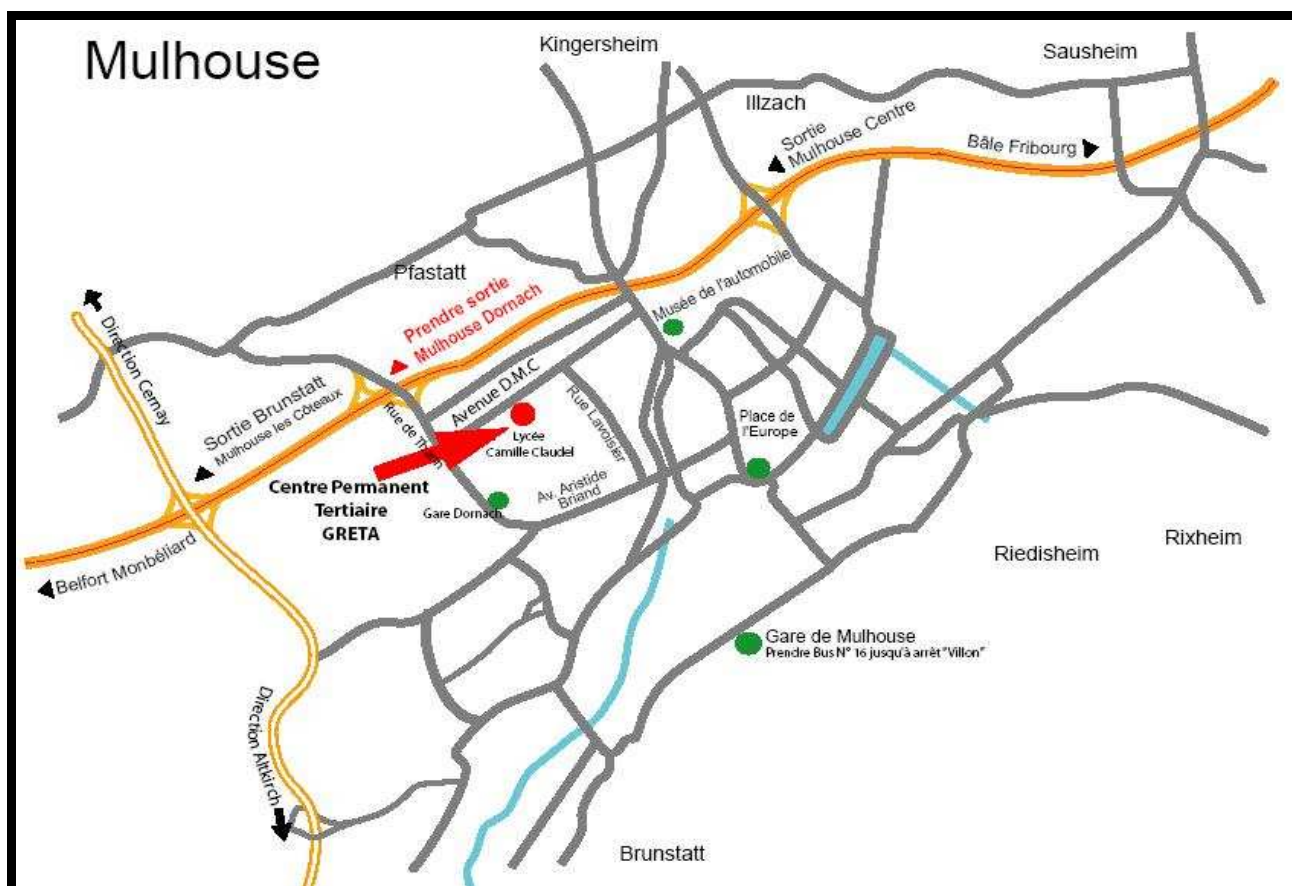 Mulhouse
Kingersheim
Sausheim
Illzach
Sortie
Mulhouse Centre
Bâle Fribourg
Pfastatt
Musée de l'automobile
Prendre sortie
Mulhouse Dornach
Direction Cernay
Sortie Brunstatt
Mulhouse les Côteaux
Avenue D.M.C
Rue de Thann
Rue Lavoisier
Lycée
Camille Claudel
Place de
l'Europe
Centre Permanent
Tertiaire
GRETA
Gare Dornach
Av. Aristide
Briand
Belfort Monbéliard
Riedisheim
Rixheim
Gare de Mulhouse
Prendre Bus N° 16 jusqu'à arrêt "Villon"
Direction Altkirch
Brunstatt